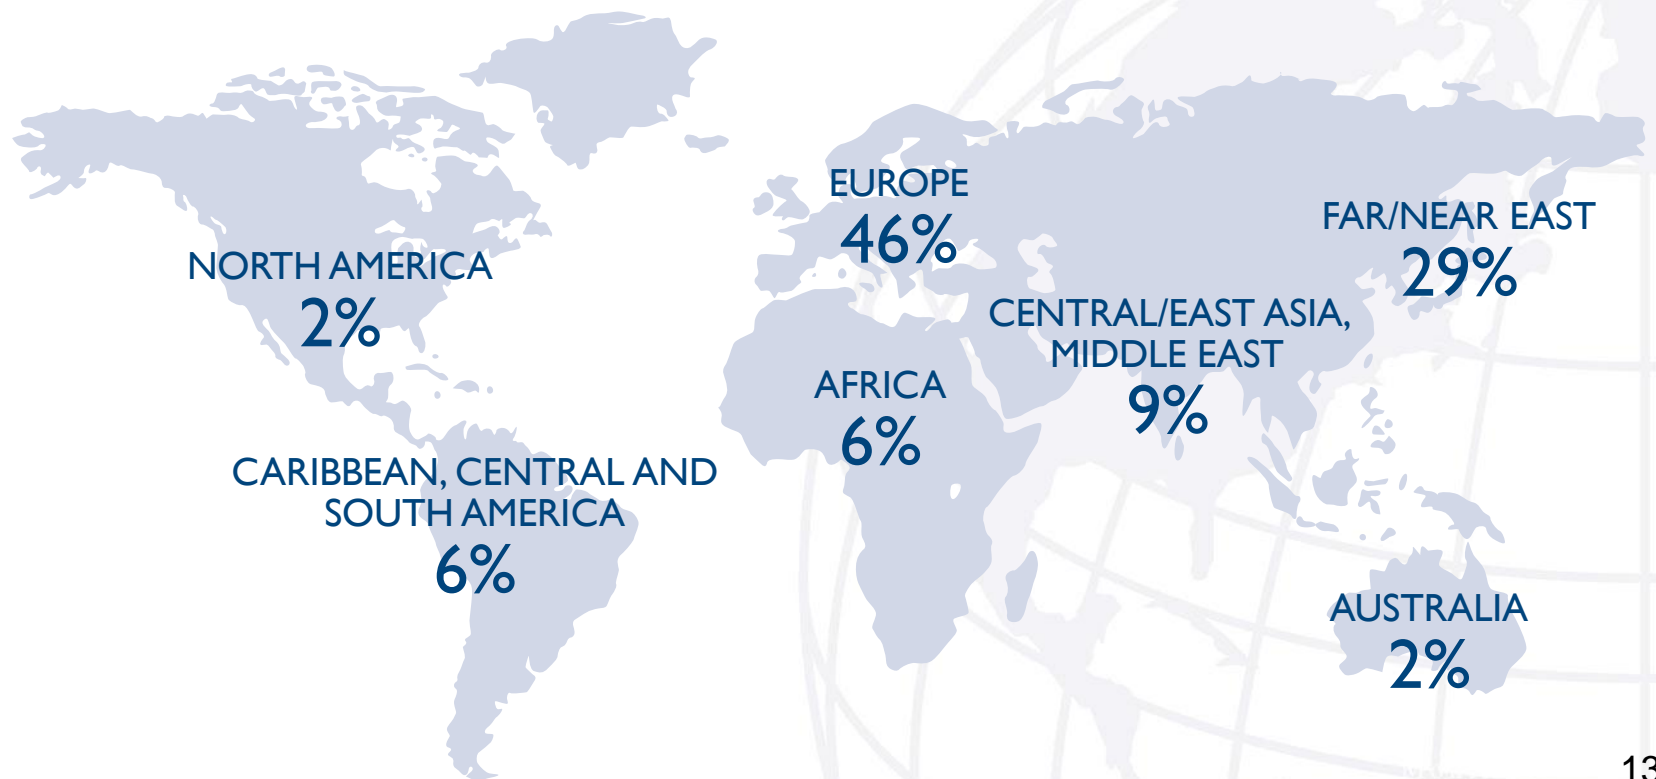 EUROPE
46%
FAR/NEAR EAST
29%
NORTH AMERICA
2%
CENTRAL/EAST ASIA,
MIDDLE EAST
9%
AFRICA
6%
CARIBBEAN, CENTRAL AND
SOUTH AMERICA
6%
AUSTRALIA
2%
13